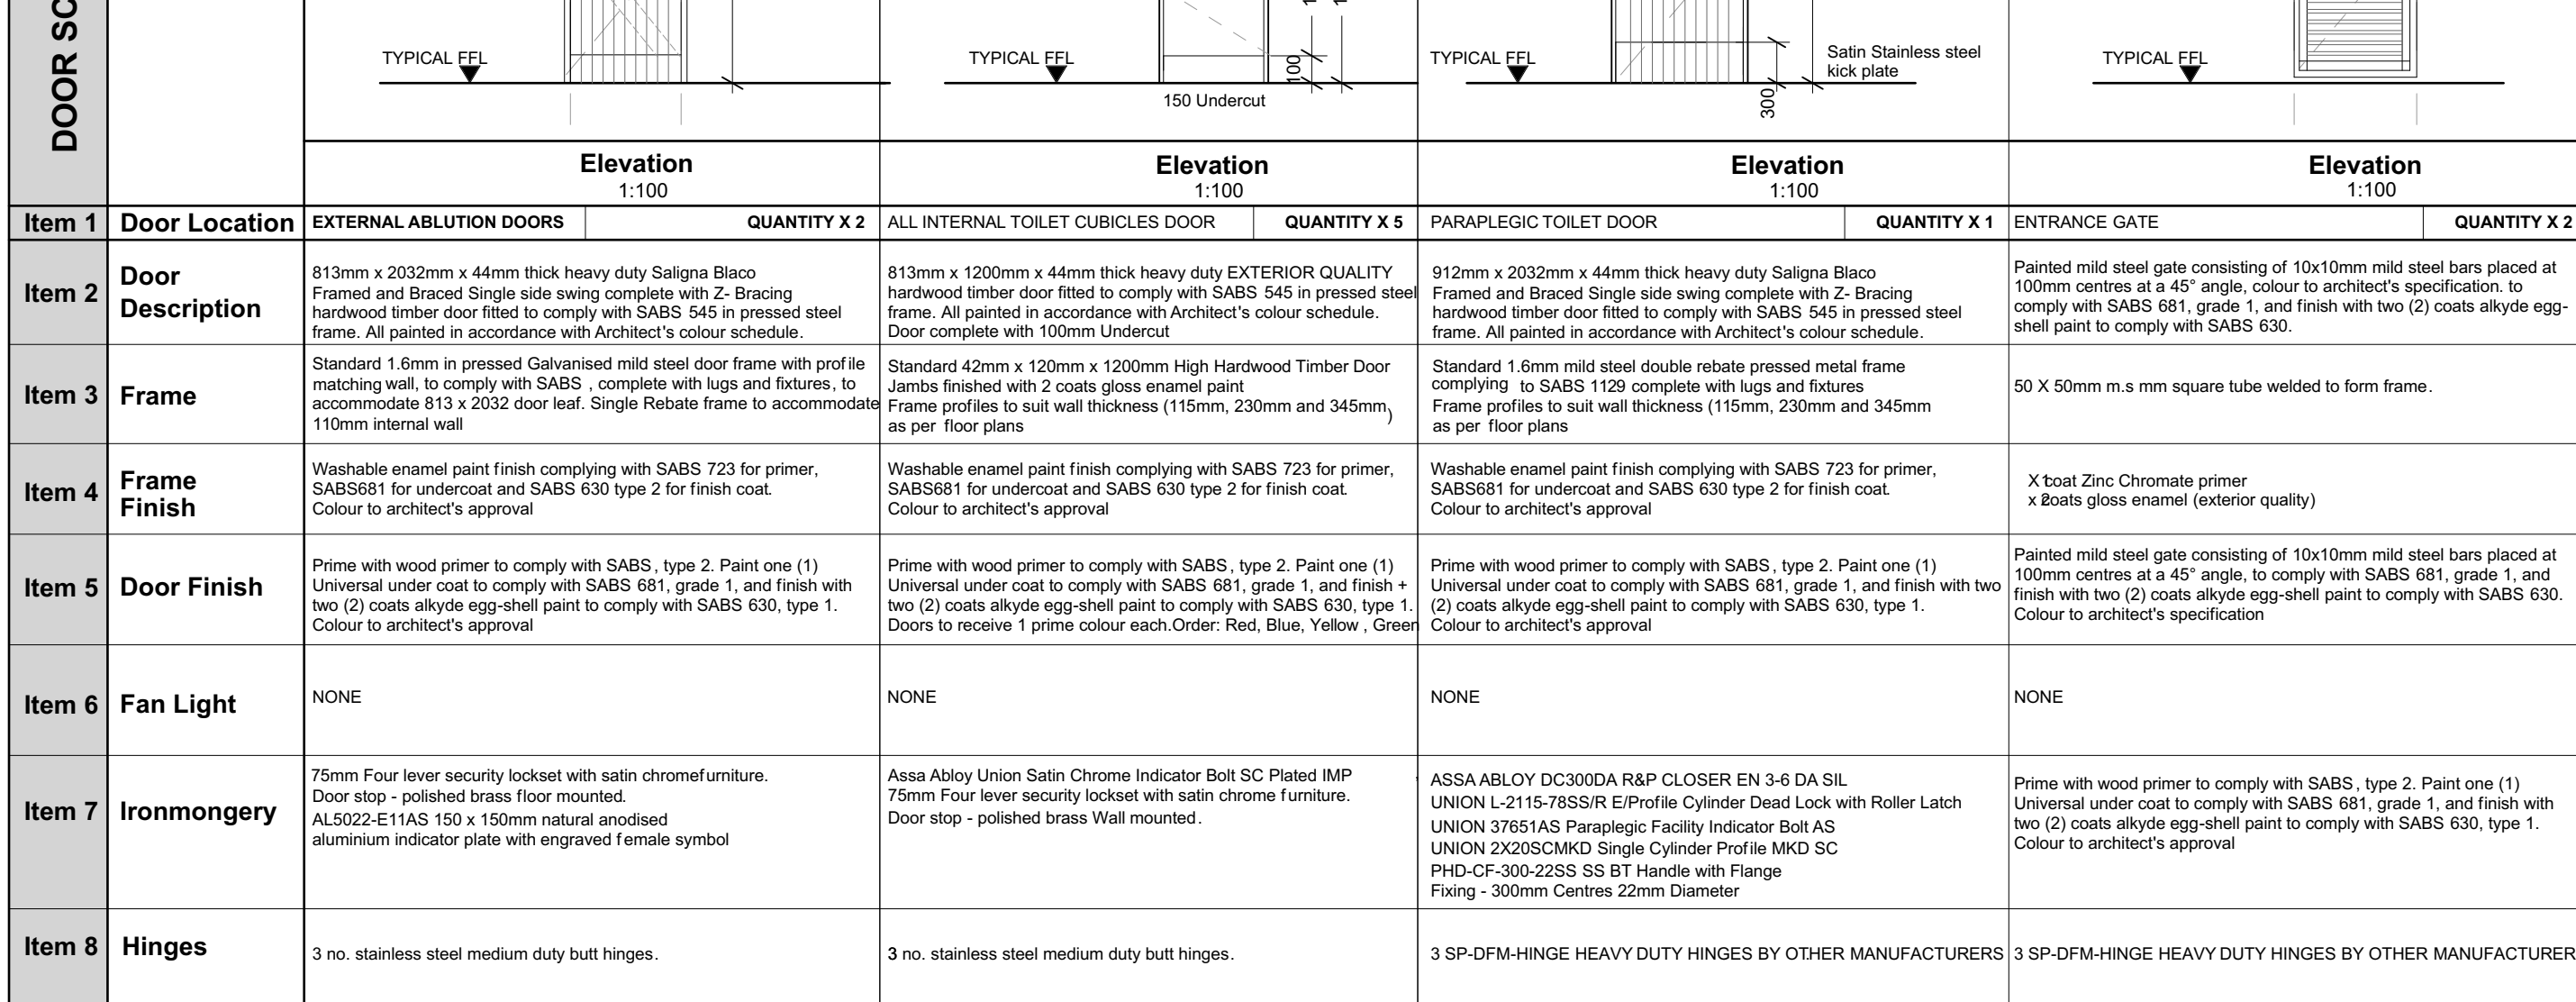 DOOR SC
TYPICAL FFL
TYPICAL FFL
100
150 Undercut
TYPICAL FFL
300
Satin Stainless steel
kick plate
TYPICAL FFL
Elevation
1:100
Elevation
1:100
Elevation
1:100
Elevation
1:100
Item 1
Door Location
EXTERNAL ABLUTION DOORS
QUANTITY X 2
ALL INTERNAL TOILET CUBICLES DOOR
QUANTITY X 5
PARAPLEGIC TOILET DOOR
QUANTITY X 1
ENTRANCE GATE
QUANTITY X 2
Item 2
Door
Description
813mm x 2032mm x 44mm thick heavy duty Saligna Blaco
Framed and Braced Single side swing complete with Z- Bracing
hardwood timber door fitted to comply with SABS 545 in pressed steel
frame. All painted in accordance with Architect's colour schedule.
813mm x 1200mm x 44mm thick heavy duty EXTERIOR QUALITY
hardwood timber door fitted to comply with SABS 545 in pressed steel
frame. All painted in accordance with Architect's colour schedule.
Door complete with 100mm Undercut
912mm x 2032mm x 44mm thick heavy duty Saligna Blaco
Framed and Braced Single side swing complete with Z- Bracing
hardwood timber door fitted to comply with SABS 545 in pressed steel
frame. All painted in accordance with Architect's colour schedule.
Painted mild steel gate consisting of 10x10mm mild steel bars placed at
100mm centres at a 45° angle, colour to architect's specification. to
comply with SABS 681, grade 1, and finish with two (2) coats alkyde egg-
shell paint to comply with SABS 630.
Item 3
Frame
Standard 1.6mm in pressed Galvanised mild steel door frame with profile
matching wall, to comply with SABS , complete with lugs and fixtures, to
accommodate 813 x 2032 door leaf. Single Rebate frame to accommodate
110mm internal wall
Standard 42mm x 120mm x 1200mm High Hardwood Timber Door
Jambs finished with 2 coats gloss enamel paint
Frame profiles to suit wall thickness (115mm, 230mm and 345mm)
as per floor plans
Standard 1.6mm mild steel double rebate pressed metal frame
complying to SABS 1129 complete with lugs and fixtures
Frame profiles to suit wall thickness (115mm, 230mm and 345mm
as per floor plans
50 X 50mm m.s mm square tube welded to form frame.
Item 4
Frame
Finish
Washable enamel paint finish complying with SABS 723 for primer,
SABS681 for undercoat and SABS 630 type 2 for finish coat.
Colour to architect's approval
Washable enamel paint finish complying with SABS 723 for primer,
SABS681 for undercoat and SABS 630 type 2 for finish coat.
Colour to architect's approval
Washable enamel paint finish complying with SABS 723 for primer,
SABS681 for undercoat and SABS 630 type 2 for finish coat.
Colour to architect's approval
X 1 coat Zinc Chromate primer
x 2 coats gloss enamel (exterior quality)
Item 5
Door Finish
Prime with wood primer to comply with SABS, type 2. Paint one (1)
Universal under coat to comply with SABS 681, grade 1, and finish with
two (2) coats alkyde egg-shell paint to comply with SABS 630, type 1.
Colour to architect's approval
Prime with wood primer to comply with SABS, type 2. Paint one (1)
Universal under coat to comply with SABS 681, grade 1, and finish +
two (2) coats alkyde egg-shell paint to comply with SABS 630, type 1.
Doors to receive 1 prime colour each.Order: Red, Blue, Yellow , Green
Prime with wood primer to comply with SABS, type 2. Paint one (1)
Universal under coat to comply with SABS 681, grade 1, and finish with two
(2) coats alkyde egg-shell paint to comply with SABS 630, type 1.
Colour to architect's approval
Painted mild steel gate consisting of 10x10mm mild steel bars placed at
100mm centres at a 45° angle, to comply with SABS 681, grade 1, and
finish with two (2) coats alkyde egg-shell paint to comply with SABS 630.
Colour to architect's specification
Item 6
Fan Light
NONE
NONE
NONE
NONE
Item 7
Ironmongery
75mm Four lever security lockset with satin chromefurniture.
Door stop - polished brass floor mounted.
AL5022-E11AS 150 x 150mm natural anodised
aluminium indicator plate with engraved female symbol
Assa Abloy Union Satin Chrome Indicator Bolt SC Plated IMP
75mm Four lever security lockset with satin chrome furniture.
Door stop - polished brass Wall mounted.
ASSA ABLOY DC300DA R&P CLOSER EN 3-6 DA SIL
UNION L-2115-78SS/R E/Profile Cylinder Dead Lock with Roller Latch
UNION 37651AS Paraplegic Facility Indicator Bolt AS
UNION 2X20SCMKD Single Cylinder Profile MKD SC
PHD-CF-300-22SS SS BT Handle with Flange
Fixing - 300mm Centres 22mm Diameter
Prime with wood primer to comply with SABS, type 2. Paint one (1)
Universal under coat to comply with SABS 681, grade 1, and finish with
two (2) coats alkyde egg-shell paint to comply with SABS 630, type 1.
Colour to architect's approval
Item 8
Hinges
3 no. stainless steel medium duty butt hinges.
3 no. stainless steel medium duty butt hinges.
3 SP-DFM-HINGE HEAVY DUTY HINGES BY OT.HER MANUFACTURERS
3 SP-DFM-HINGE HEAVY DUTY HINGES BY OTHER MANUFACTURER